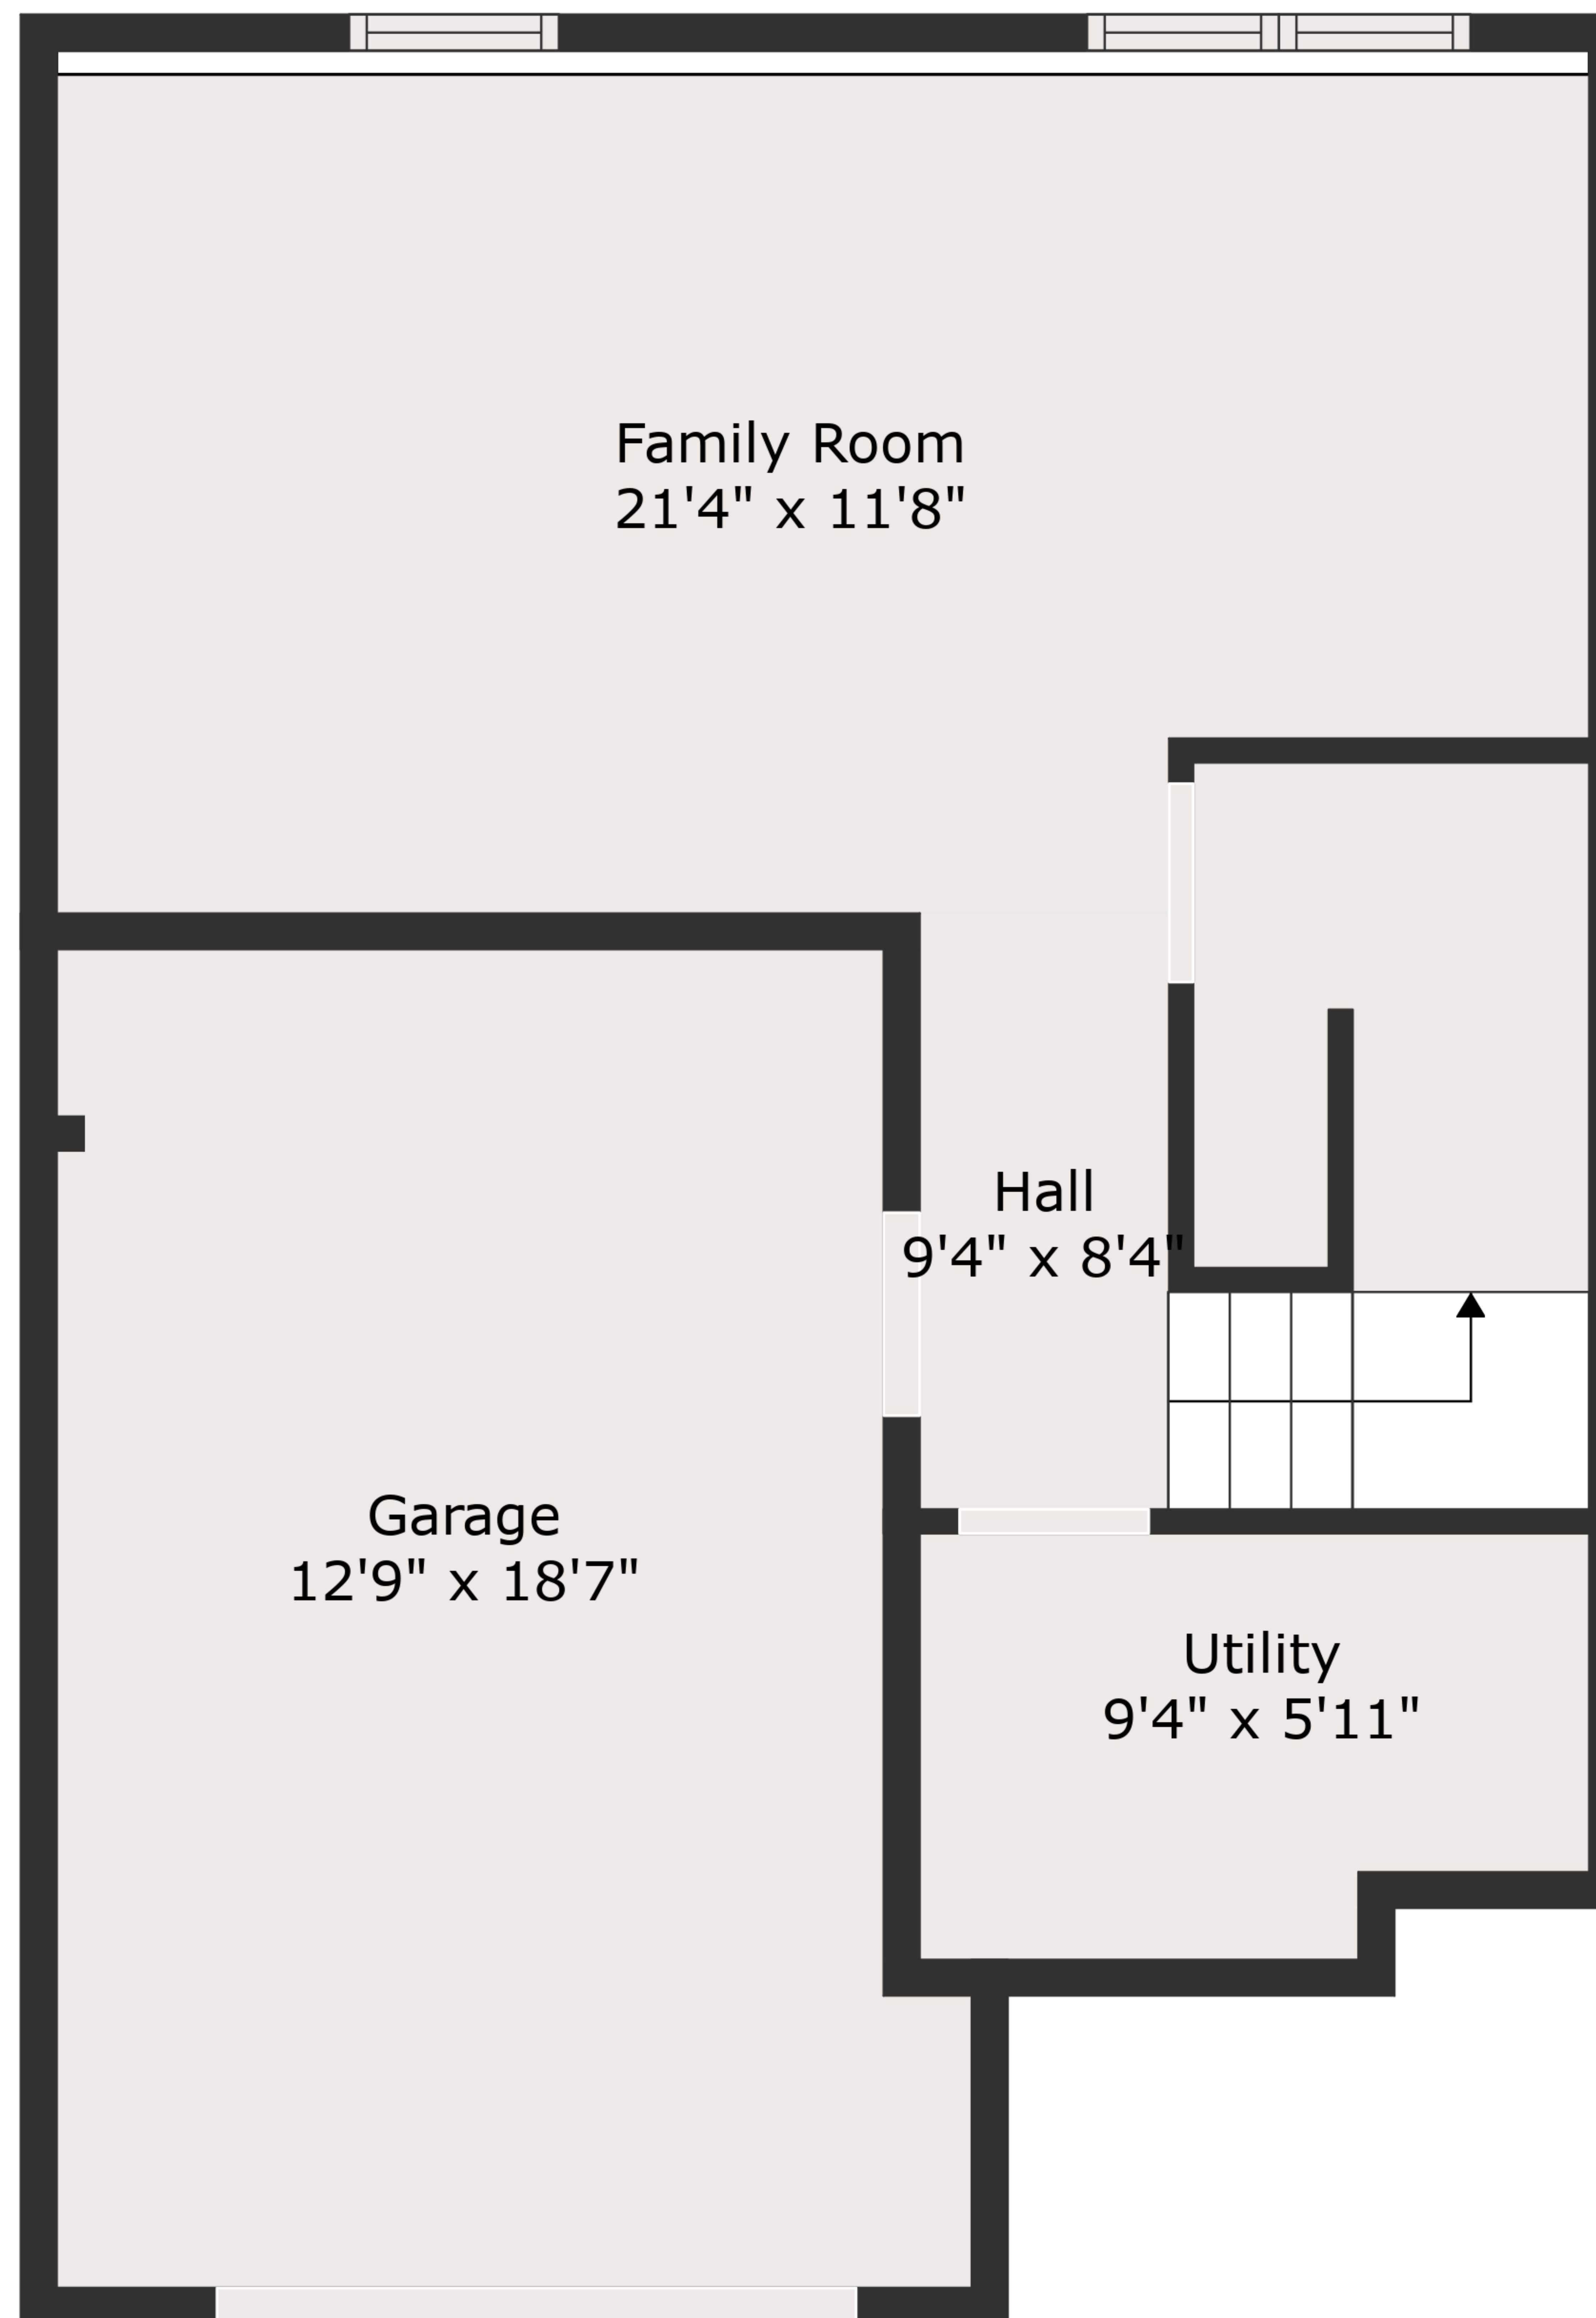 Family Room
21'4" x 11'8"
Hall
9'4" x 8'4"
Garage
12'9" x 18'7"
Utility
9'4" x 5'11"